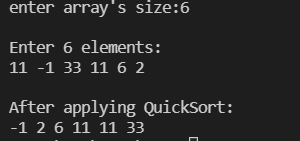 enter array's size:6
Enter 6 elements:
11 -1 33 11 6 2
After applying QuickSort:
-1 2 6 11 11 33